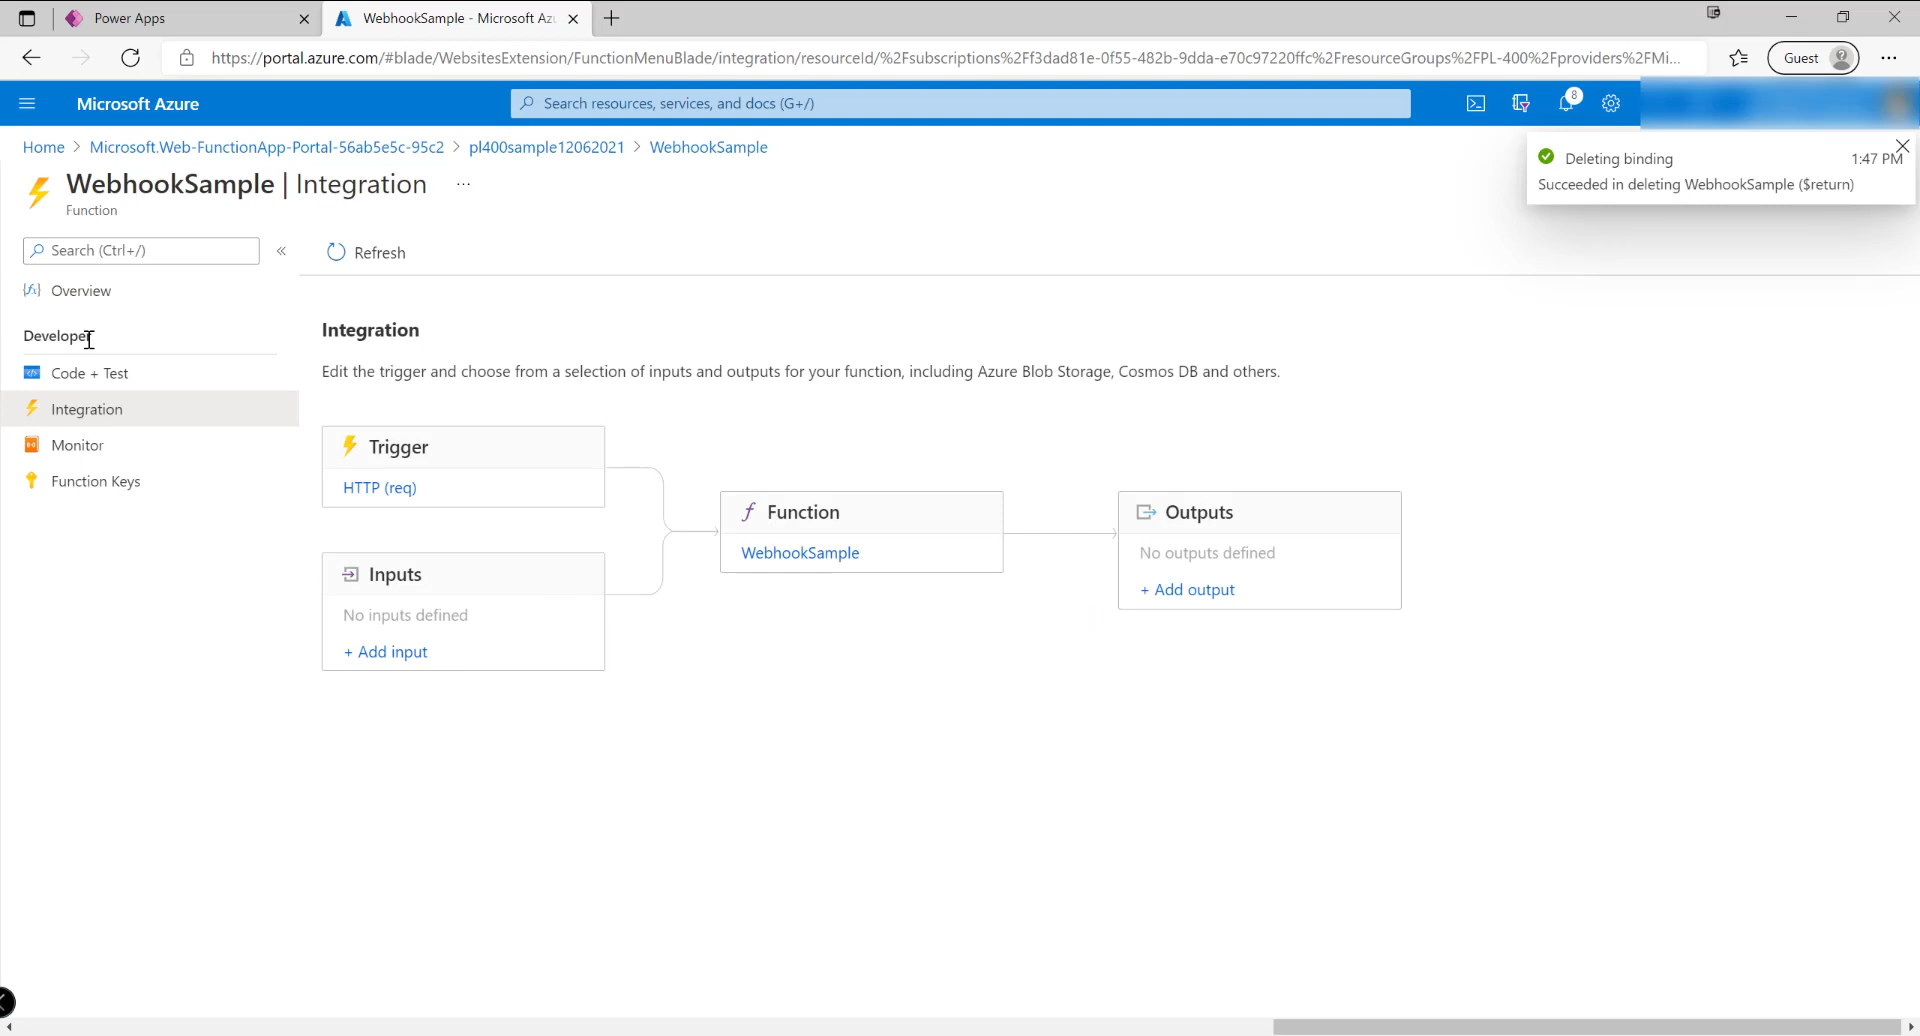 Power Apps
WebhookSample - Microsoft Az
https://portal.azure.com/#blade/WebsitesExtension/FunctionMenuBlade/integration/resourceId/%2Fsubscriptions%2Ff3dad81e-0f55-482b-9dda-e70c97220ffc%2FresourceGroups%2FPL-400%2Fproviders%2FMi...
Guest
Microsoft Azure
Search resources, services, and docs (G+/)
8
Home > Microsoft.Web-FunctionApp-Portal-56ab5e5c-95c2 > pl400sample12062021 > WebhookSample
Deleting binding 1:47 PM
Succeeded in deleting WebhookSample ($return)
WebhookSample | Integration ...
Function
Search (Ctrl+/) «
Refresh
Overview
Developer
Code + Test
Integration
Monitor
Function Keys
Integration
Edit the trigger and choose from a selection of inputs and outputs for your function, including Azure Blob Storage, Cosmos DB and others.
Trigger
HTTP (req)
Inputs
No inputs defined
+ Add input
Function
WebhookSample
Outputs
No outputs defined
+ Add output